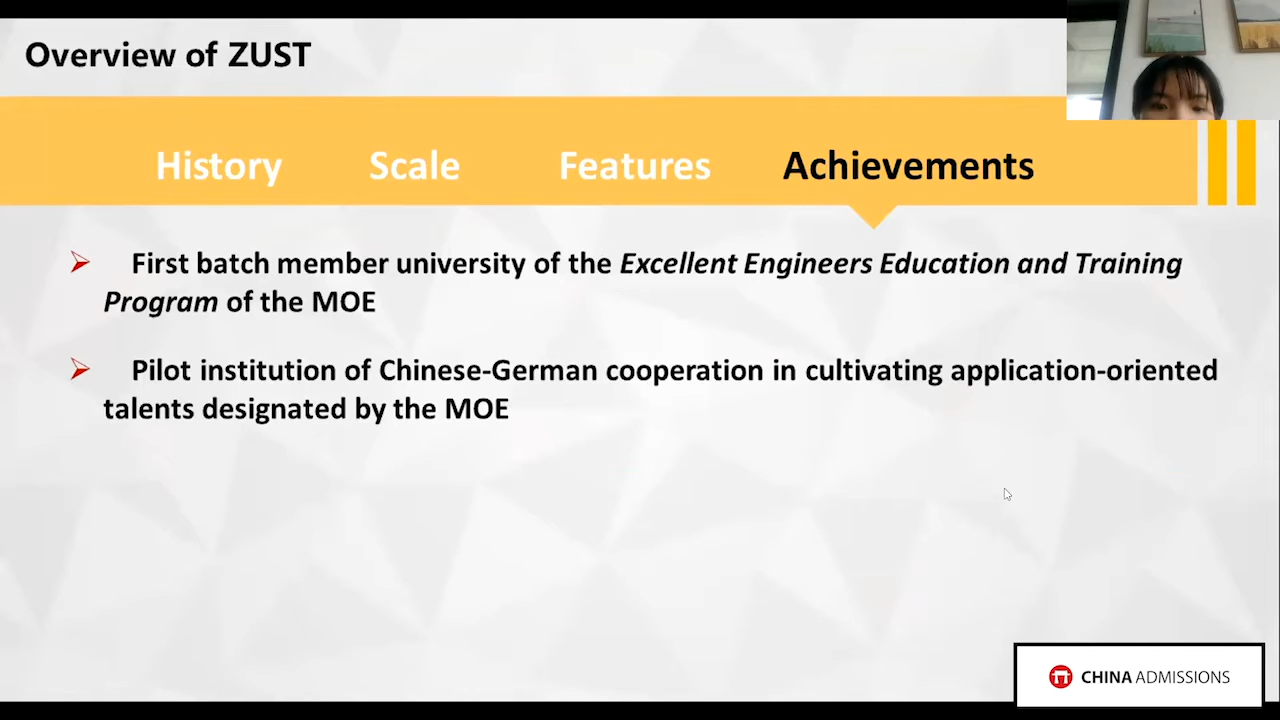 Overview of ZUST
History Scale Features Achievements
First batch member university of the Excellent Engineers Education and Training
Program of the MOE
Pilot institution of Chinese-German cooperation in cultivating application-oriented
talents designated by the MOE
CHINA ADMISSIONS